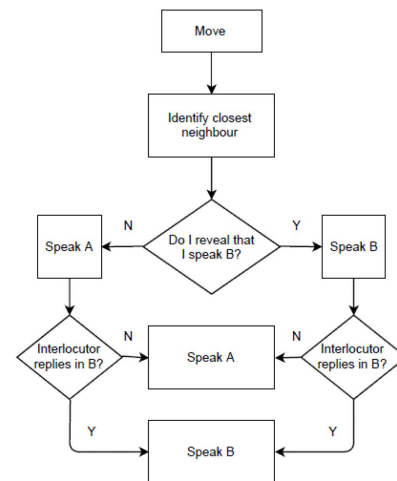 Move
Identify closest
neighbour
Do I reveal that
I speak B?
N
Y
Speak A
Speak B
Interlocutor
replies in B?
N
Speak A
N
Interlocutor
replies in B?
Y
Speak B
Y